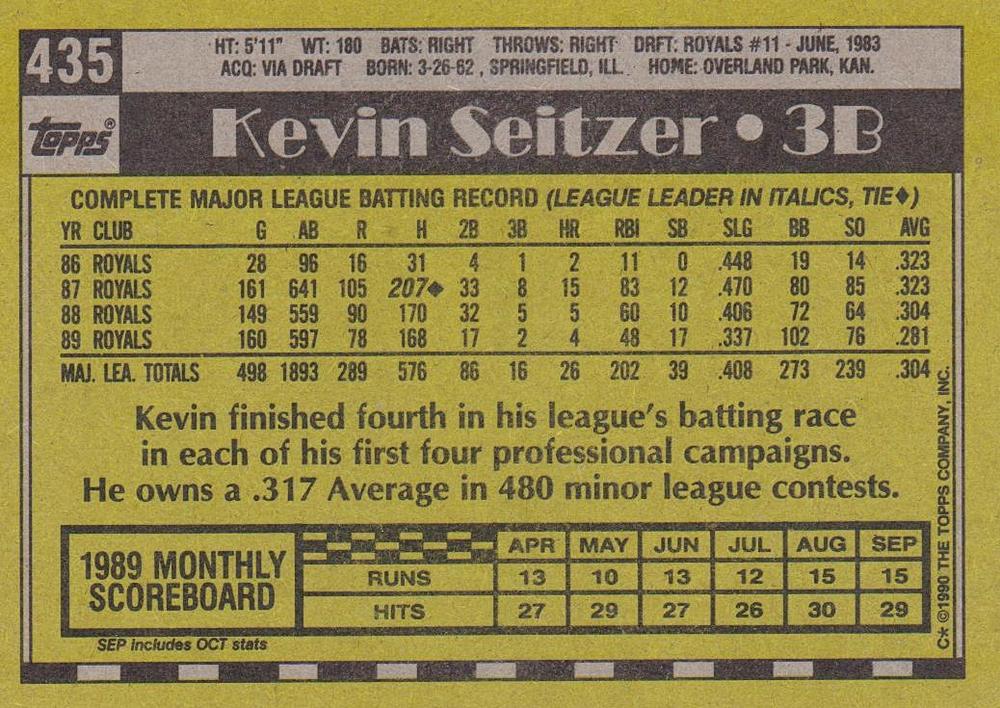 435
HT: 5'11" WT: 180 BATS: RIGHT THROWS: RIGHT DRFT: ROYALS #11 - JUNE, 1983
ACQ: VIA DRAFT BORN: 3-26-62, SPRINGFIELD, ILL. HOME: OVERLAND PARK, KAN.
Topps®
Kevin Seitzer • 3B
COMPLETE MAJOR LEAGUE BATTING RECORD (LEAGUE LEADER IN ITALICS, TIE♦)
YR CLUB G AB R H 2B 3B HR RBI SB SLG BB SO AVG
86 ROYALS 28 96 16 31 4 1 2 11 0 .448 19 14 .323
87 ROYALS 161 641 105 207♦ 33 8 15 83 12 .470 80 85 .323
88 ROYALS 149 559 90 170 32 5 5 60 10 .406 72 64 .304
89 ROYALS 160 597 78 168 17 2 4 48 17 .337 102 76 .281
MAJ. LEA. TOTALS 498 1893 289 576 86 16 26 202 39 .408 273 239 .304
Kevin finished fourth in his league's batting race
in each of his first four professional campaigns.
He owns a .317 Average in 480 minor league contests.
1989 MONTHLY
SCOREBOARD
APR MAY JUN JUL AUG SEP
RUNS 13 10 13 12 15 15
HITS 27 29 27 26 30 29
SEP includes OCT stats
C* ©1990 THE TOPPS COMPANY, INC.